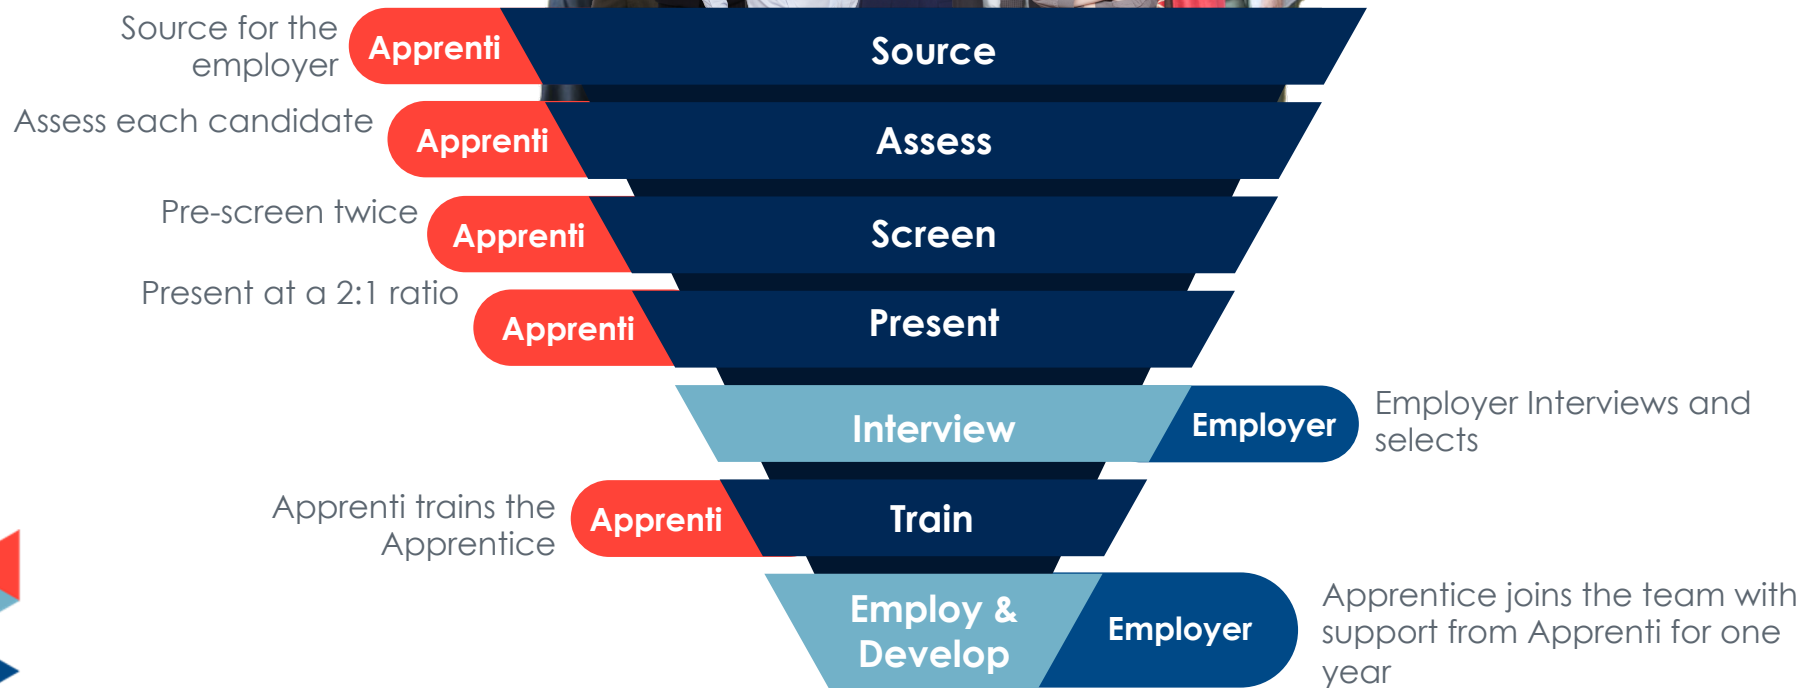 Source for the
employer
Apprenti
Source
Assess each candidate
Apprenti
Assess
Pre-screen twice
Apprenti
Screen
Present at a 2:1 ratio
Apprenti
Present
Interview
Employer
Employer Interviews and
selects
Apprenti trains the
Apprentice
Apprenti
Train
Employ &
Develop
Employer
Apprentice joins the team with
support from Apprenti for one
year